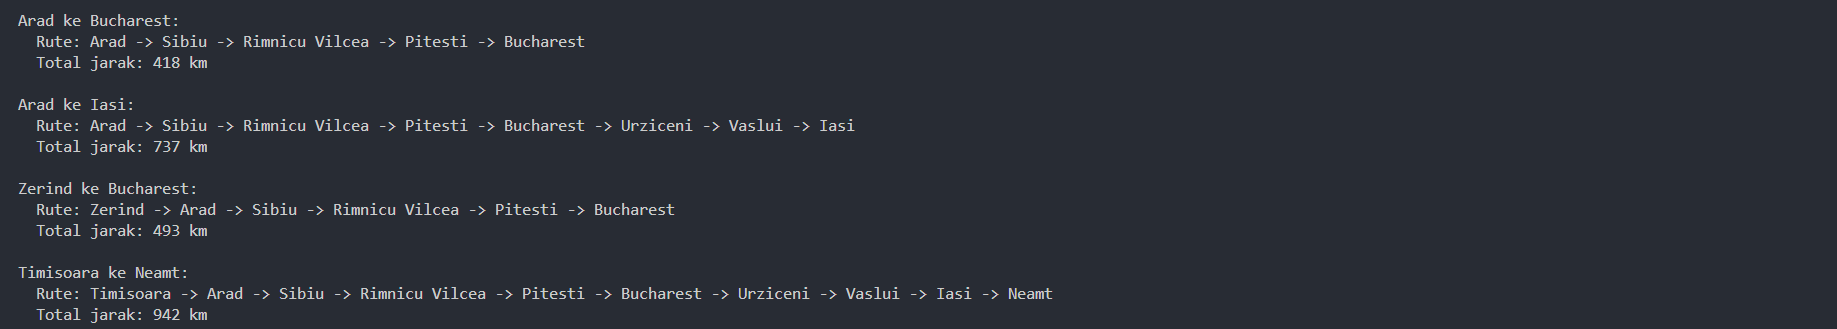 Arad ke Bucharest:
  Rute: Arad -> Sibiu -> Rimnicu Vilcea -> Pitesti -> Bucharest
  Total jarak: 418 km

Arad ke Iasi:
  Rute: Arad -> Sibiu -> Rimnicu Vilcea -> Pitesti -> Bucharest -> Urziceni -> Vaslui -> Iasi
  Total jarak: 737 km

Zerind ke Bucharest:
  Rute: Zerind -> Arad -> Sibiu -> Rimnicu Vilcea -> Pitesti -> Bucharest
  Total jarak: 493 km

Timisoara ke Neamt:
  Rute: Timisoara -> Arad -> Sibiu -> Rimnicu Vilcea -> Pitesti -> Bucharest -> Urziceni -> Vaslui -> Iasi -> Neamt
  Total jarak: 942 km